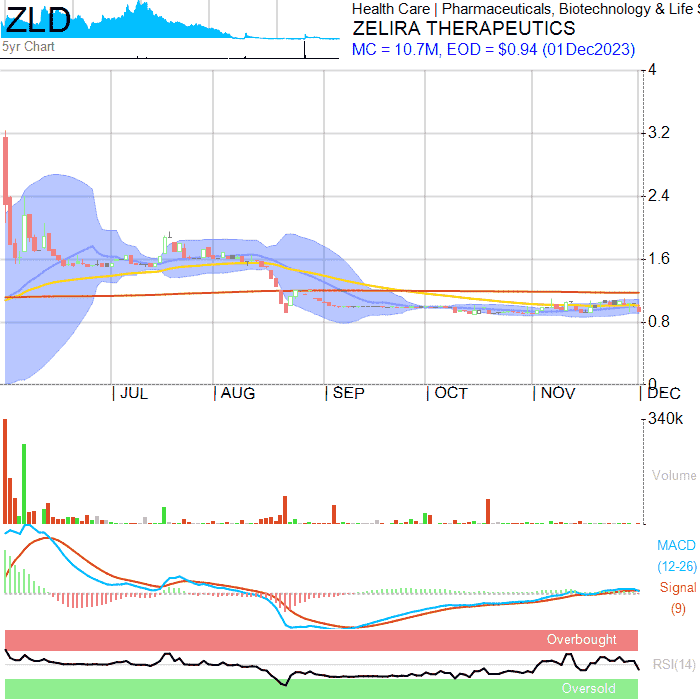 ZLD
Health Care | Pharmaceuticals, Biotechnology & Life S
ZELIRA THERAPEUTICS
MC = 10.7M, EOD = $0.94 (01Dec2023)
5yr Chart
4
3.2
2.4
1.6
0.8
0
| JUL | AUG | SEP | OCT | NOV | DEC
340k
Volume
MACD
(12-26)
Signal
(9)
Overbought
RSI(14)
Oversold